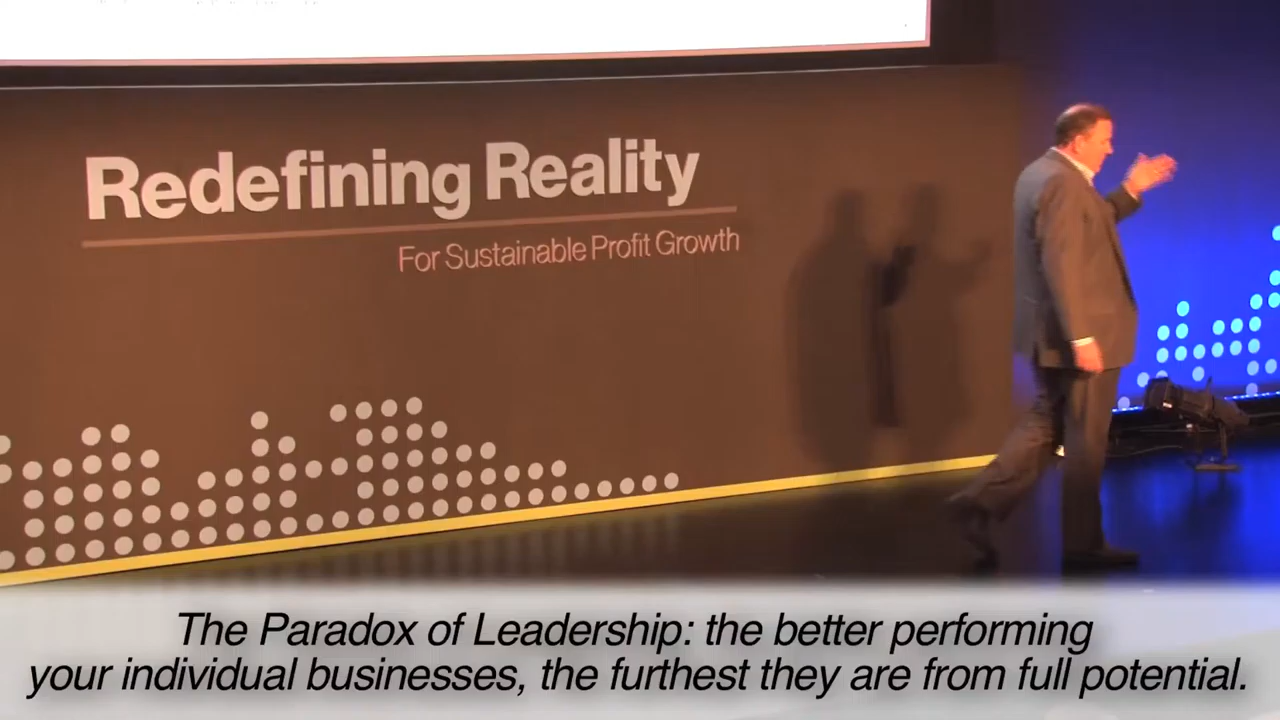 Redefining Reality
For Sustainable Profit Growth
The Paradox of Leadership: the better performing
your individual businesses, the furthest they are from full potential.